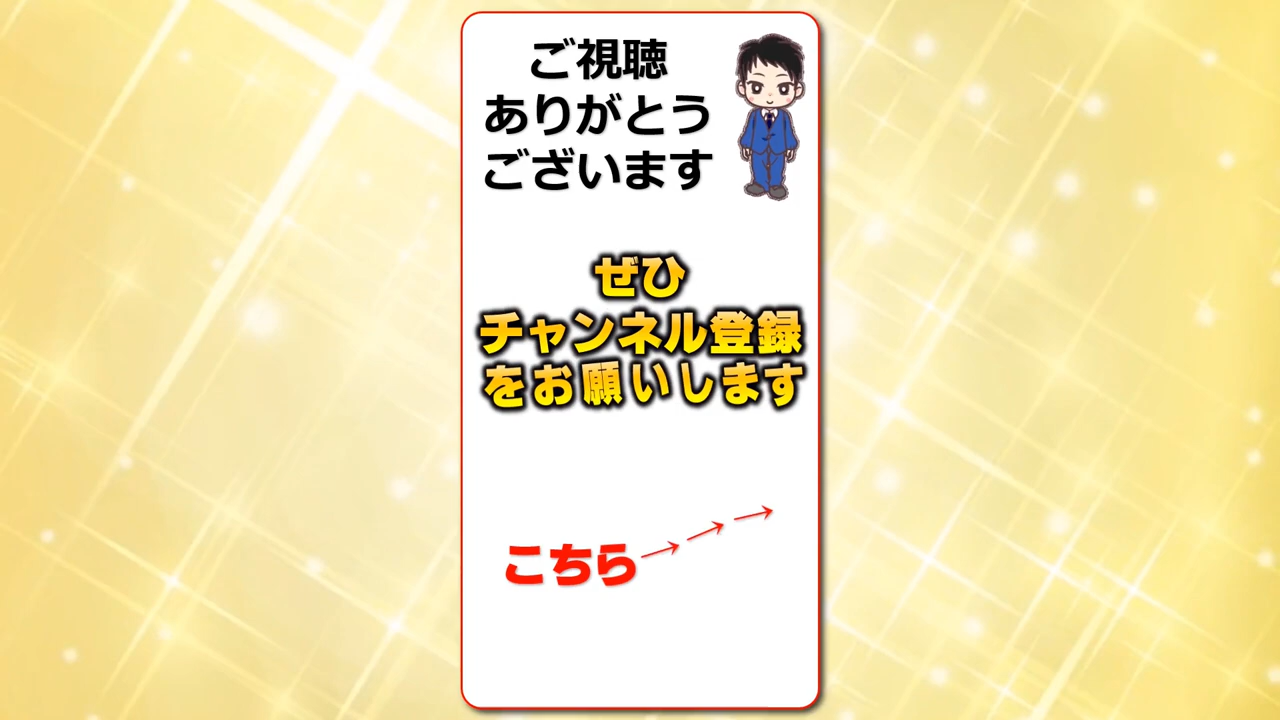 ご視聴
ありがとう
ございます
ぜひ
チャンネル登録
をお願いします
こちら→→→